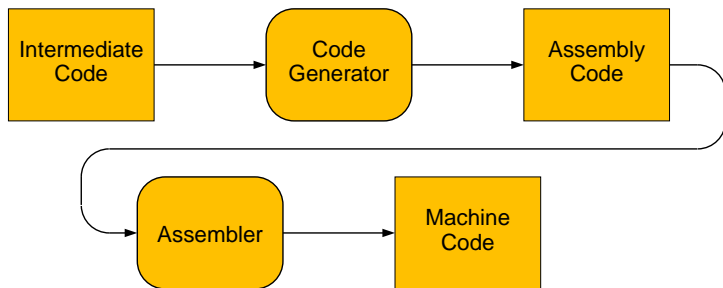 Intermediate
Code
Code
Generator
Assembly
Code
Assembler
Machine
Code